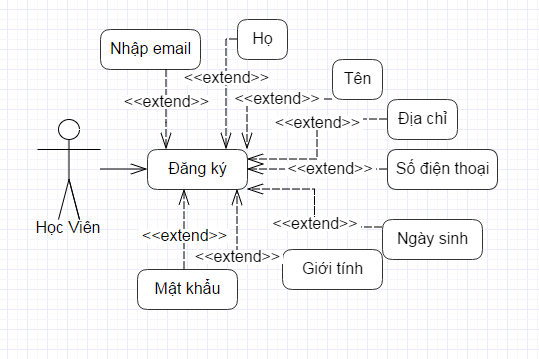 Nhập email
Họ
<<extend>>
Tên
<<extend>>
<<extend>>
Địa chỉ
<<extend>>
Đăng ký
<<extend>>
Số điện thoại
Học Viên
<<extend>>
<<extend>>
Ngày sinh
<<extend>>
Giới tính
Mật khẩu